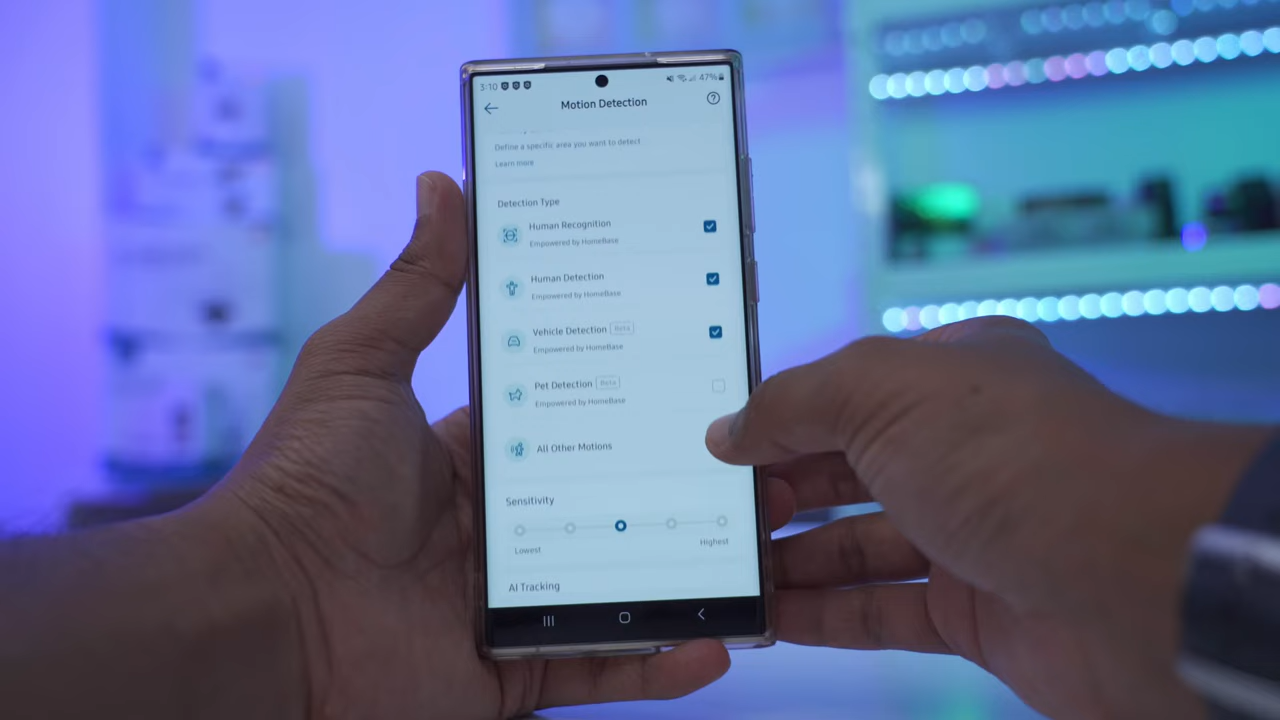 3:10
47%
Motion Detection
Define a specific area you want to detect
Learn more
Detection Type
Human Recognition
Empowered by HomeBase
Human Detection
Empowered by HomeBase
Vehicle Detection Beta
Empowered by HomeBase
Pet Detection Beta
Empowered by HomeBase
All Other Motions
Sensitivity
Lowest
Highest
AI Tracking